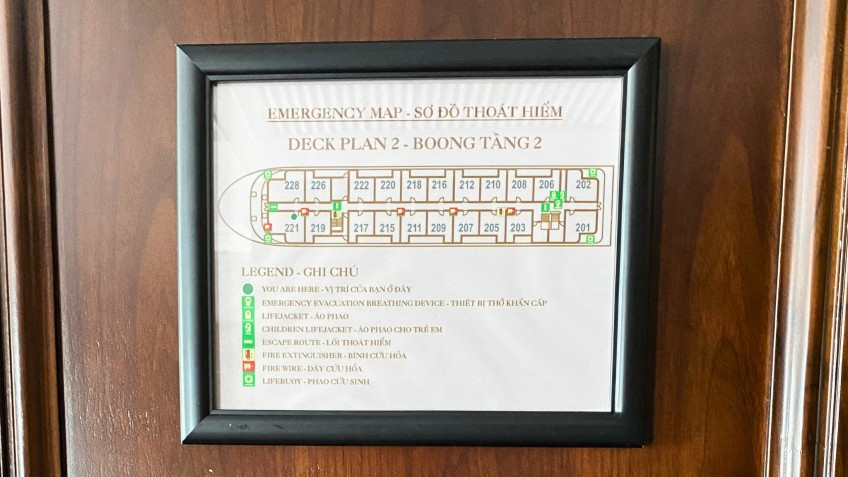 EMERGENCY MAP - SƠ ĐỒ THOÁT HIỂM
DECK PLAN 2 - BOONG TẦNG 2
228 226 222 220 218 216 212 210 208 206 202
221 219 217 215 211 209 207 205 203 201
LEGEND - GHI CHÚ
YOU ARE HERE - VỊ TRÍ CỦA BẠN Ở ĐÂY
EMERGENCY EVACUATION BREATHING DEVICE - THIẾT BỊ THỞ KHẨN CẤP
LIFEJACKET - ÁO PHAO
CHILDREN LIFEJACKET - ÁO PHAO CHO TRẺ EM
ESCAPE ROUTE - LỐI THOÁT HIỂM
FIRE EXTINGUISHER - BÌNH CỨU HỎA
FIRE WIRE - DÂY CỨU HỎA
LIFEBUOY - PHAO CỨU SINH